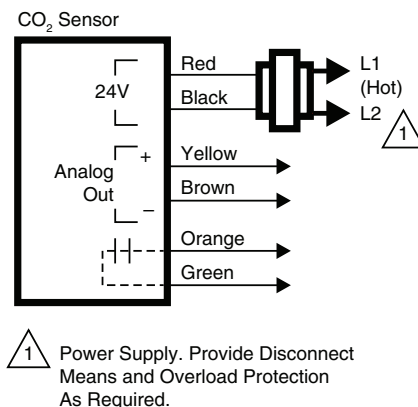 CO₂ Sensor
Red
L1
(Hot)
24V
Black
L2
1
+
Yellow
Analog
Out
Brown
–
Orange
Green
1 Power Supply. Provide Disconnect
Means and Overload Protection
As Required.